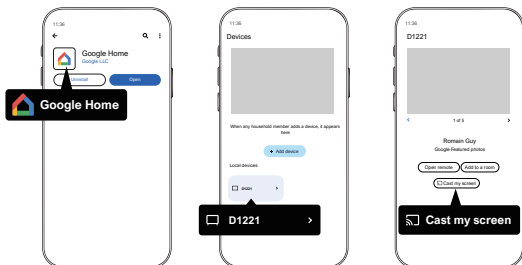 11:36
Google Home
Google LLC
Uninstall
Open
Google Home
11:36
Devices
When any household member adds a device, it appears
here
+ Add device
Local devices
D1221
11:36
D1221
1 of 5
Romain Guy
Google Featured photos
Open remote
Add to a room
Cast my screen
Cast my screen